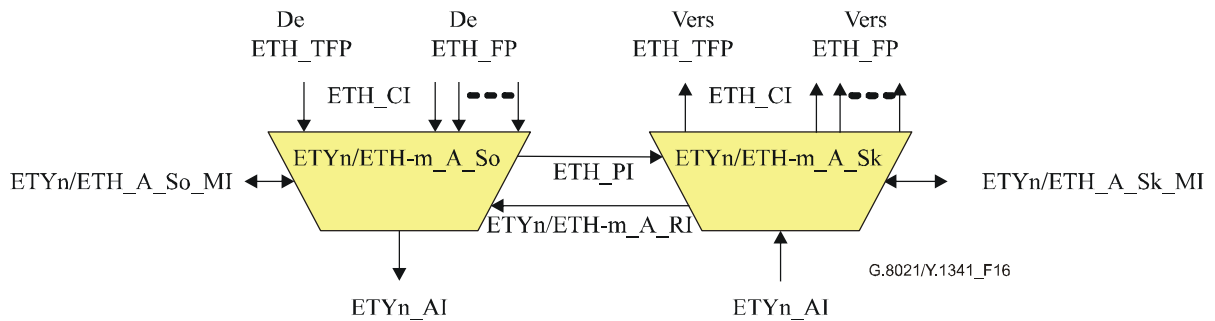 De
ETH_TFP
De
ETH_FP
Vers
ETH_TFP
Vers
ETH_FP
ETH_CI
ETH_CI
ETYn/ETH-m_A_So
ETYn/ETH-m_A_Sk
ETH_PI
ETYn/ETH_A_So_MI
ETYn/ETH_A_Sk_MI
ETYn/ETH-m_A_RI
G.8021/Y.1341_F16
ETYn_AI
ETYn_AI